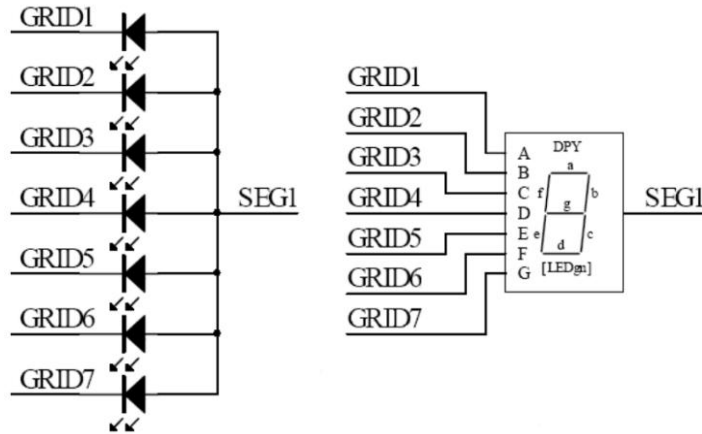 GRID1
GRID2
GRID3
GRID4
GRID5
GRID6
GRID7
SEG1
GRID1
GRID2
GRID3
GRID4
GRID5
GRID6
GRID7
A
B
C
D
E
F
G
DPY
a
f b
g
e c
d
[LEDgn]
SEG1